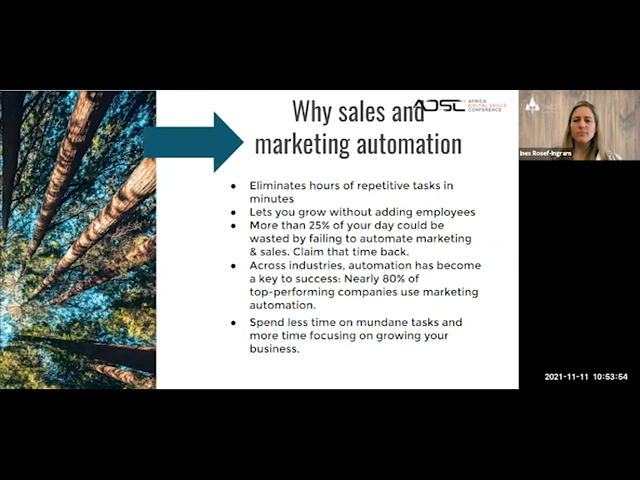 Why sales and
marketing automation
ADSC
AFRICA
DIGITAL SKILLS
CONFERENCE
● Eliminates hours of repetitive tasks in
minutes
● Lets you grow without adding employees
● More than 25% of your day could be
wasted by failing to automate marketing
& sales. Claim that time back.
● Across industries, automation has become
a key to success: Nearly 80% of
top-performing companies use marketing
automation.
● Spend less time on mundane tasks and
more time focusing on growing your
business.
Ines Rosef-Ingram
2021-11-11 10:53:54